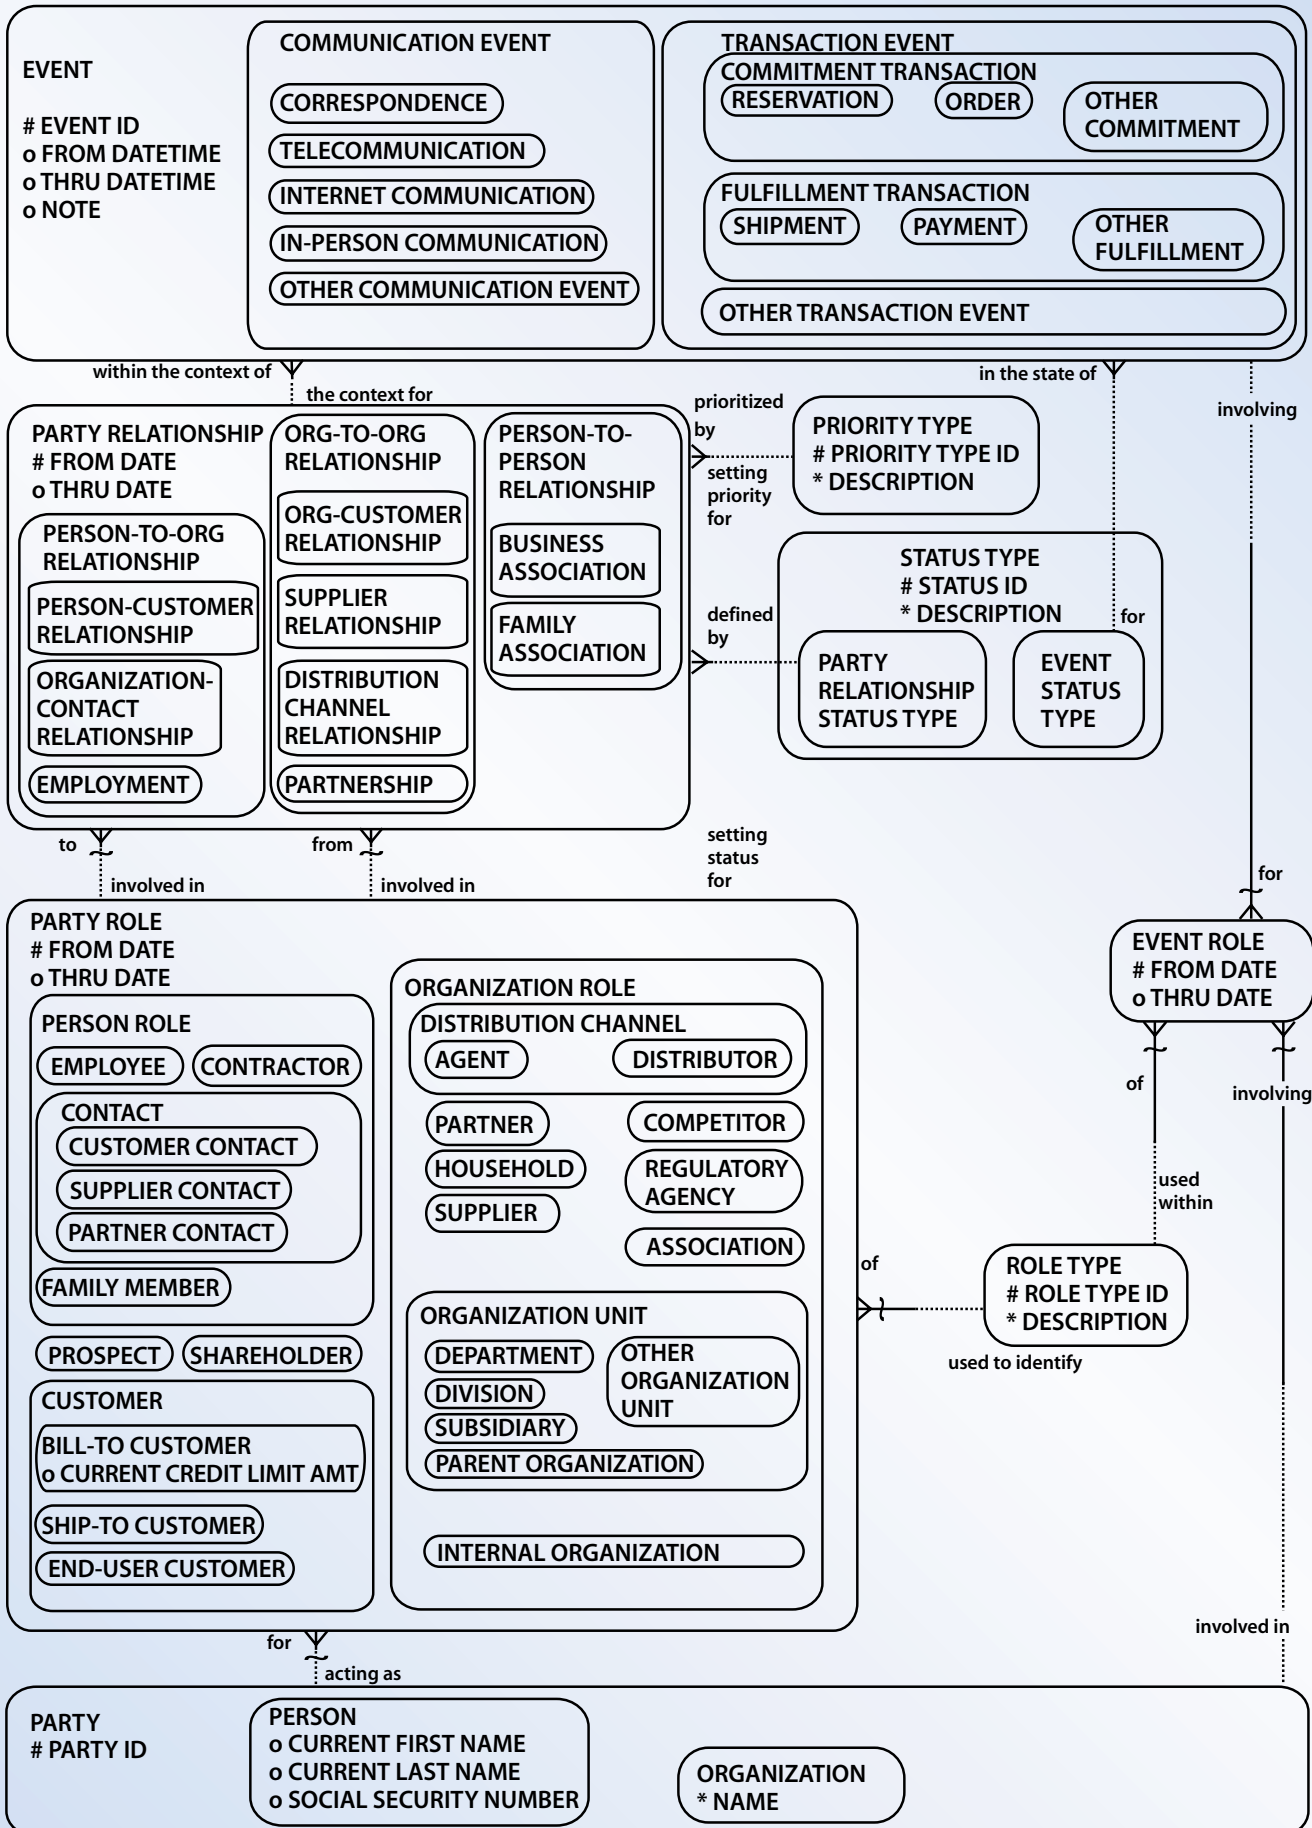 EVENT
# EVENT ID
o FROM DATETIME
o THRU DATETIME
o NOTE
COMMUNICATION EVENT
CORRESPONDENCE
TELECOMMUNICATION
INTERNET COMMUNICATION
IN-PERSON COMMUNICATION
OTHER COMMUNICATION EVENT
TRANSACTION EVENT
COMMITMENT TRANSACTION
RESERVATION
ORDER
OTHER
COMMITMENT
FULFILLMENT TRANSACTION
SHIPMENT
PAYMENT
OTHER
FULFILLMENT
OTHER TRANSACTION EVENT
within the context of
the context for
in the state of
involving
PARTY RELATIONSHIP
# FROM DATE
o THRU DATE
PERSON-TO-ORG
RELATIONSHIP
PERSON-CUSTOMER
RELATIONSHIP
ORGANIZATION-
CONTACT
RELATIONSHIP
EMPLOYMENT
ORG-TO-ORG
RELATIONSHIP
ORG-CUSTOMER
RELATIONSHIP
SUPPLIER
RELATIONSHIP
DISTRIBUTION
CHANNEL
RELATIONSHIP
PARTNERSHIP
PERSON-TO-
PERSON
RELATIONSHIP
BUSINESS
ASSOCIATION
FAMILY
ASSOCIATION
prioritized
by
setting
priority
for
PRIORITY TYPE
# PRIORITY TYPE ID
* DESCRIPTION
defined
by
STATUS TYPE
# STATUS ID
* DESCRIPTION
for
PARTY
RELATIONSHIP
STATUS TYPE
EVENT
STATUS
TYPE
setting
status
for
to
involved in
from
involved in
for
PARTY ROLE
# FROM DATE
o THRU DATE
PERSON ROLE
EMPLOYEE
CONTRACTOR
CONTACT
CUSTOMER CONTACT
SUPPLIER CONTACT
PARTNER CONTACT
FAMILY MEMBER
PROSPECT
SHAREHOLDER
CUSTOMER
BILL-TO CUSTOMER
o CURRENT CREDIT LIMIT AMT
SHIP-TO CUSTOMER
END-USER CUSTOMER
ORGANIZATION ROLE
DISTRIBUTION CHANNEL
AGENT
DISTRIBUTOR
PARTNER
COMPETITOR
HOUSEHOLD
REGULATORY
AGENCY
SUPPLIER
ASSOCIATION
ORGANIZATION UNIT
DEPARTMENT
DIVISION
SUBSIDIARY
PARENT ORGANIZATION
OTHER
ORGANIZATION
UNIT
INTERNAL ORGANIZATION
EVENT ROLE
# FROM DATE
o THRU DATE
of
involving
used
within
of
ROLE TYPE
# ROLE TYPE ID
* DESCRIPTION
used to identify
involved in
for
acting as
PARTY
# PARTY ID
PERSON
o CURRENT FIRST NAME
o CURRENT LAST NAME
o SOCIAL SECURITY NUMBER
ORGANIZATION
* NAME